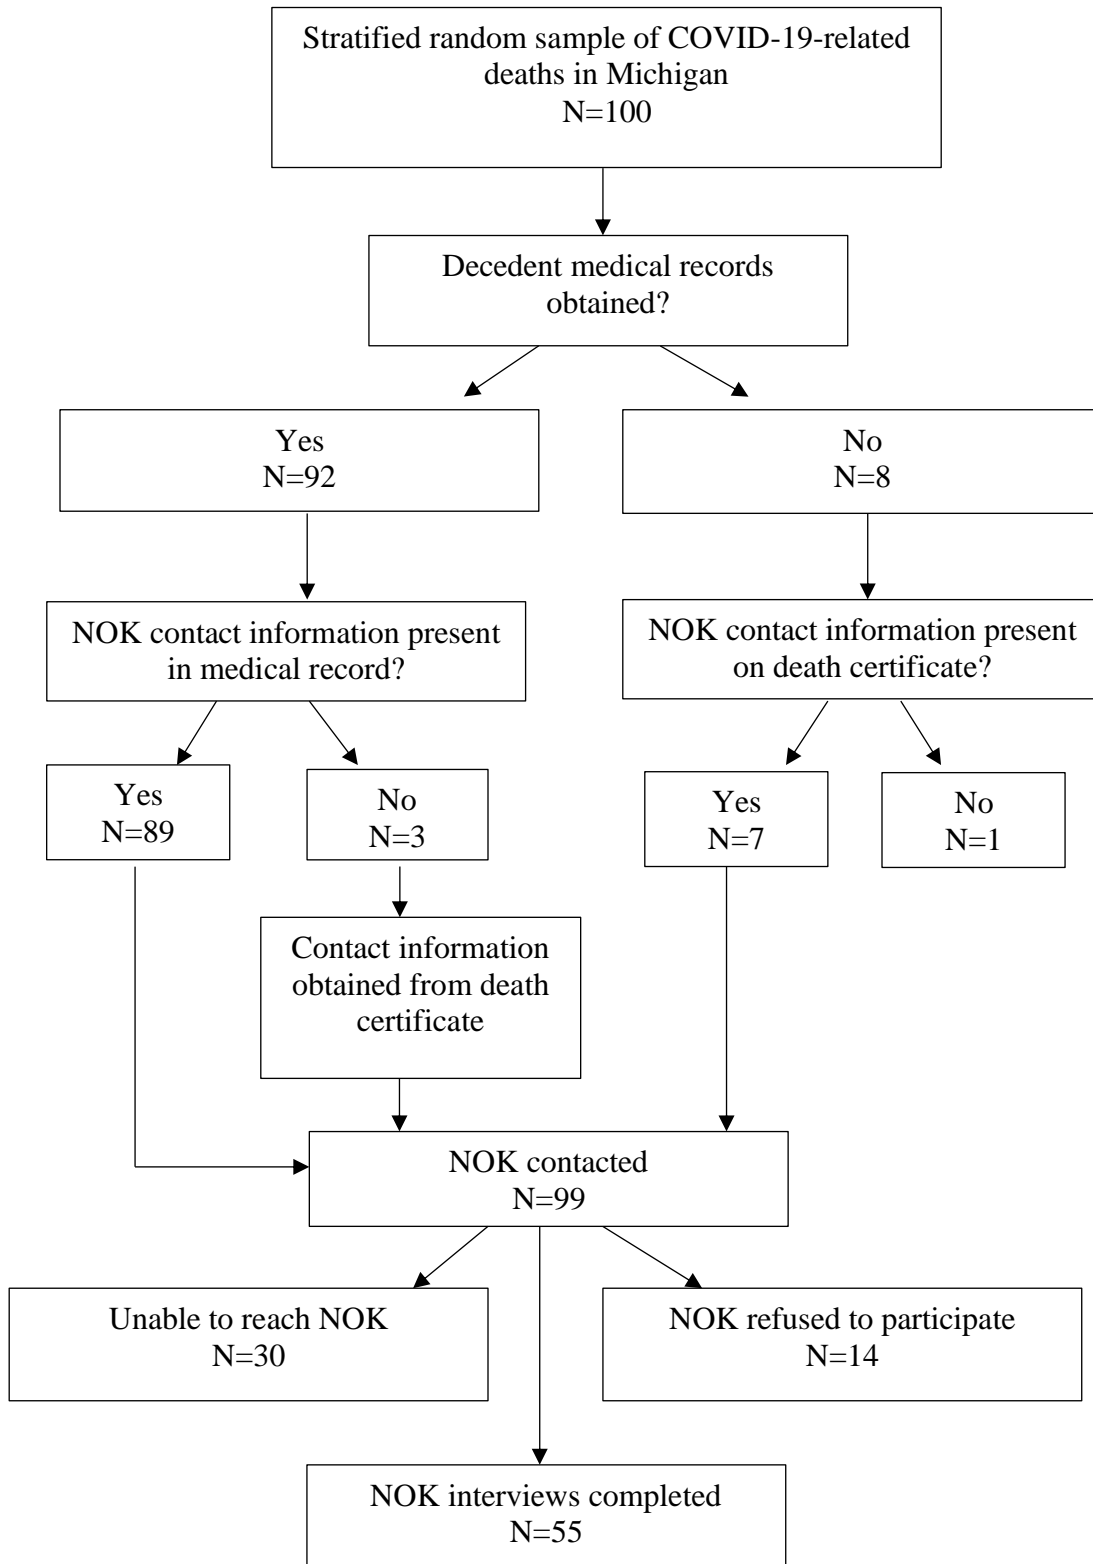 Stratified random sample of COVID-19-related
deaths in Michigan
N=100
Decedent medical records
obtained?
Yes
N=92
No
N=8
NOK contact information present
in medical record?
NOK contact information present
on death certificate?
Yes
N=89
No
N=3
Yes
N=7
No
N=1
Contact information
obtained from death
certificate
NOK contacted
N=99
Unable to reach NOK
N=30
NOK refused to participate
N=14
NOK interviews completed
N=55